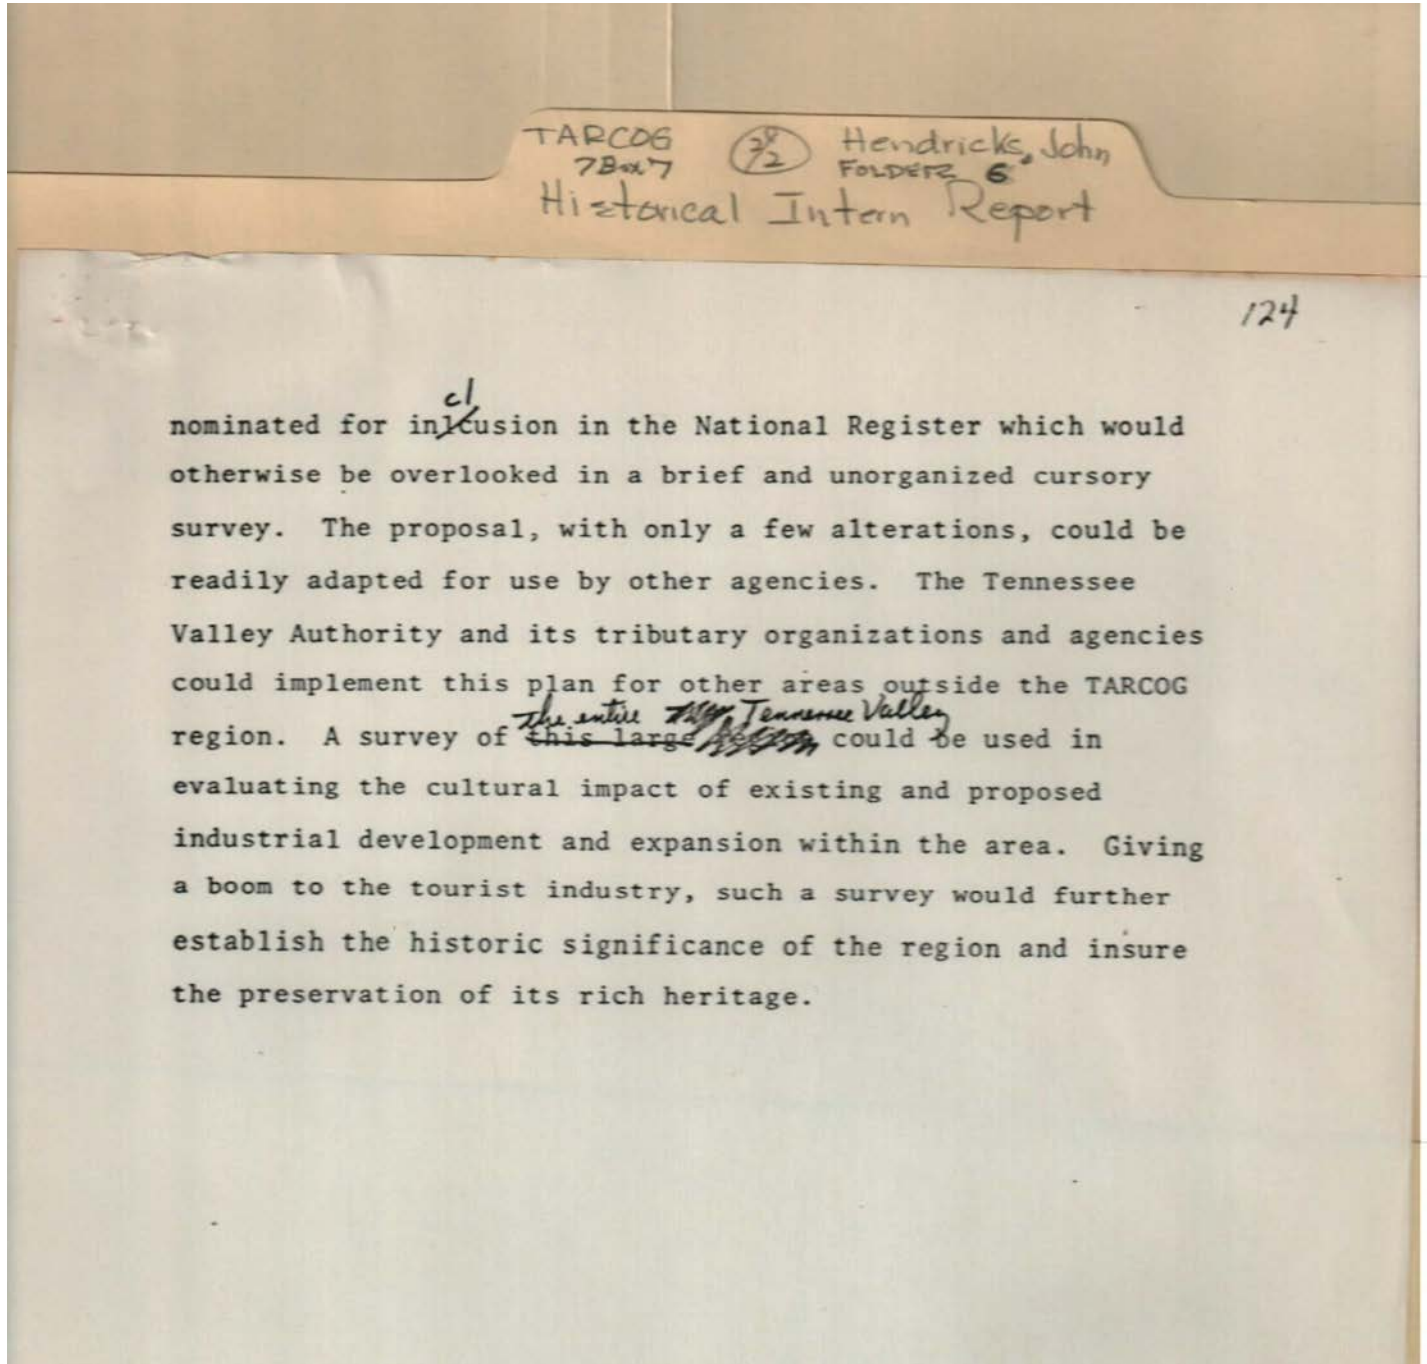 TARCOG
Hendricks, John
7Box7
FOLDER 6
Historical Intern Report
124
cl
nominated for inlcusion in the National Register which would
otherwise be overlooked in a brief and unorganized cursory
survey. The proposal, with only a few alterations, could be
readily adapted for use by other agencies. The Tennessee
Valley Authority and its tributary organizations and agencies
could implement this plan for other areas outside the TARCOG
the entire Tennessee Valley
region. A survey of this large could be used in
evaluating the cultural impact of existing and proposed
industrial development and expansion within the area. Giving
a boom to the tourist industry, such a survey would further
establish the historic significance of the region and insure
the preservation of its rich heritage.